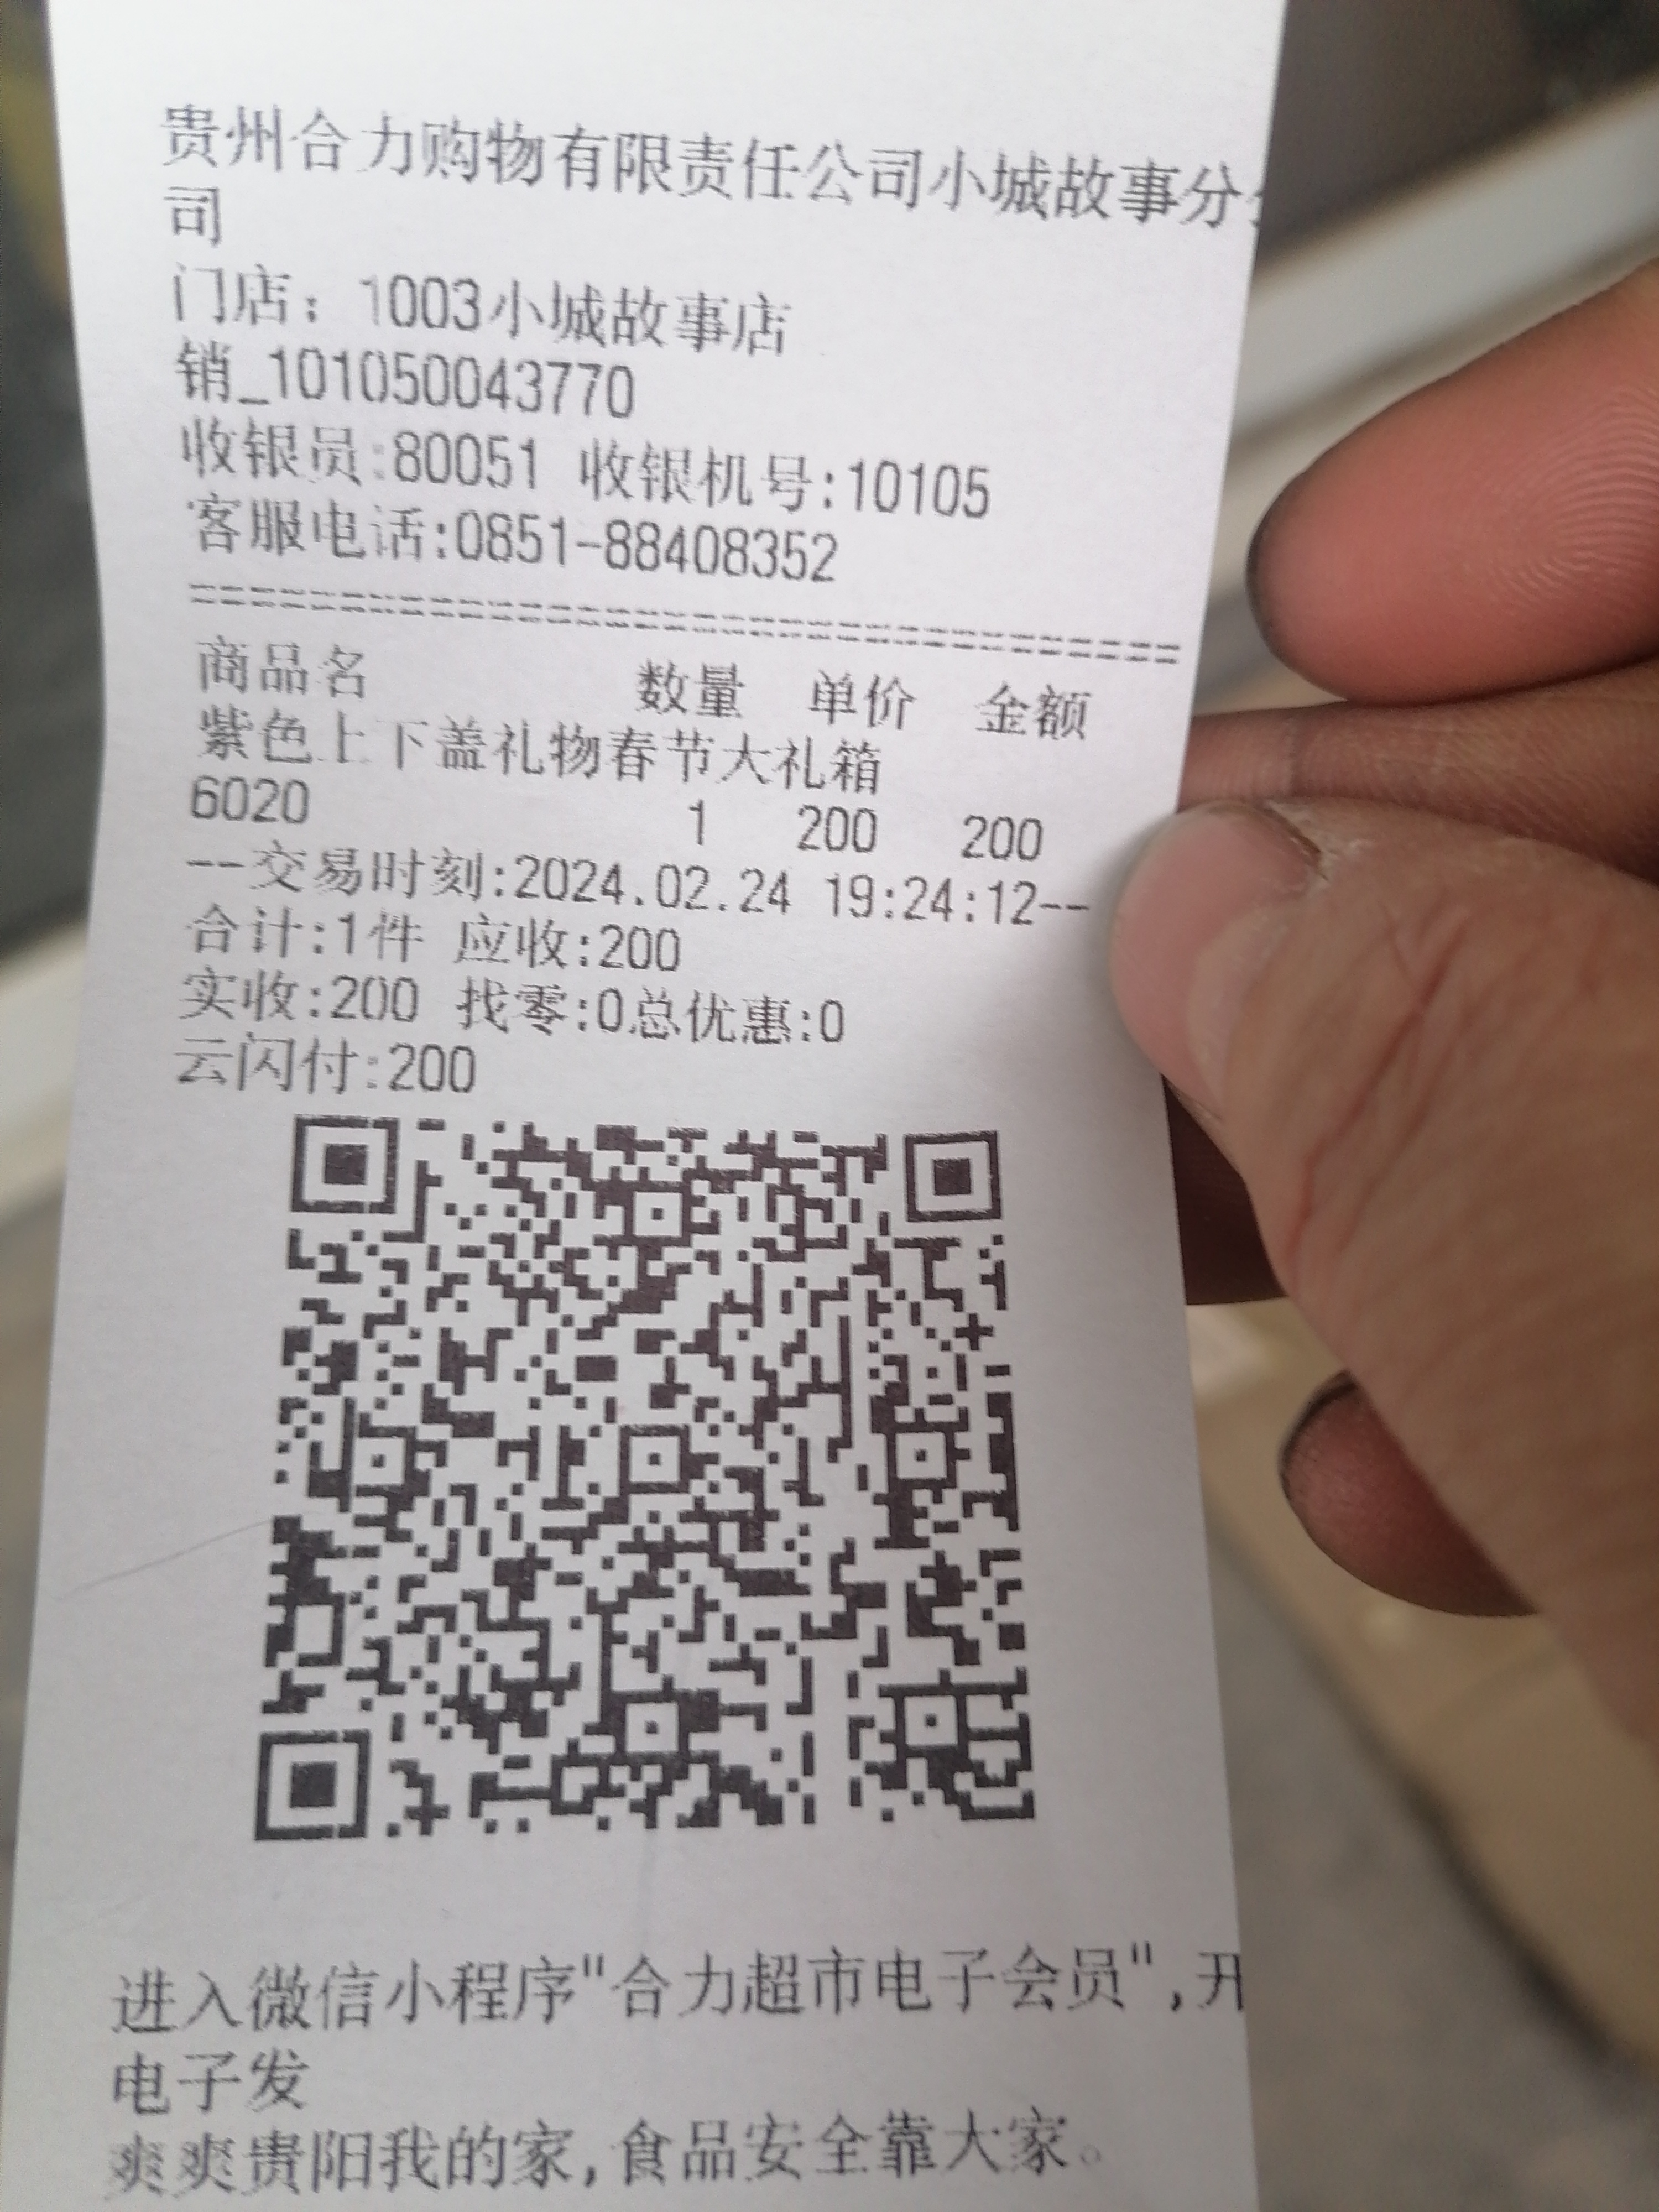 贵州合力购物有限责任公司小城故事分公
司
门店：1003小城故事店
销_101050043770
收银员:80051 收银机号:10105
客服电话:0851-88408352
商品名 数量 单价 金额
紫色上下盖礼物春节大礼箱
6020 1 200 200
--交易时刻:2024.02.24 19:24:12--
合计:1件 应收:200
实收:200 找零:0总优惠:0
云闪付:200
进入微信小程序"合力超市电子会员",开
电子发
爽爽贵阳我的家,食品安全靠大家。